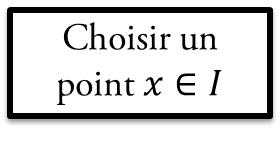 Choisir un
point x ∈ I